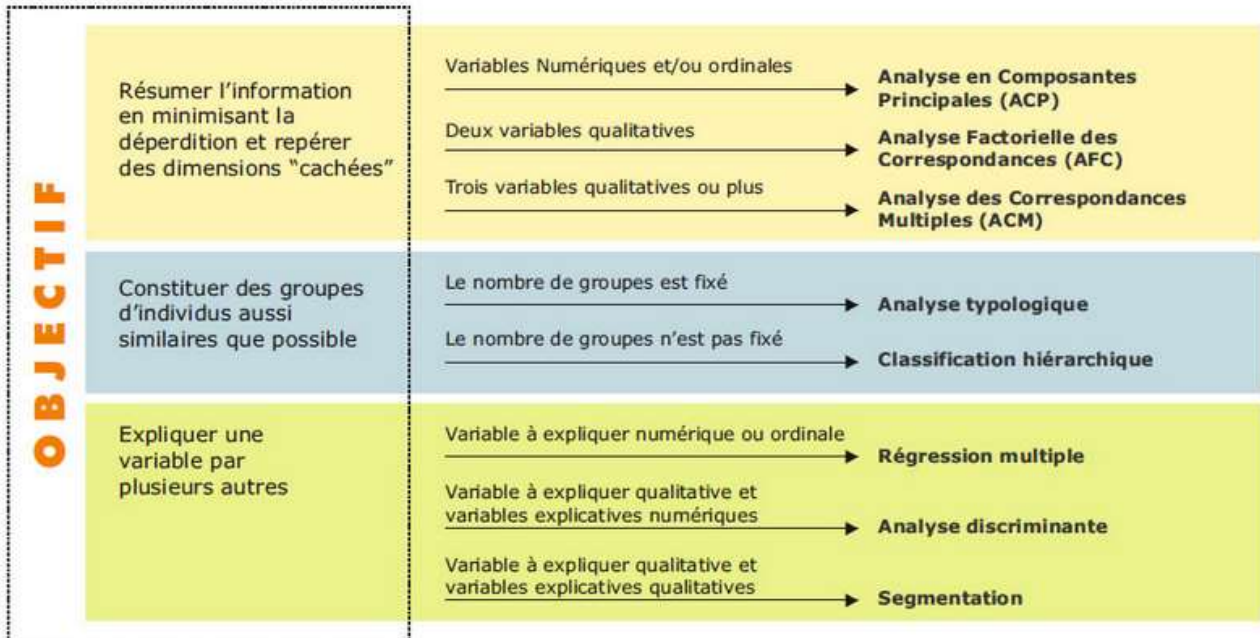 OBJECTIF
Résumer l'information
en minimisant la
déperdition et repérer
des dimensions "cachées"
Variables Numériques et/ou ordinales
Analyse en Composantes
Principales (ACP)
Deux variables qualitatives
Analyse Factorielle des
Correspondances (AFC)
Trois variables qualitatives ou plus
Analyse des Correspondances
Multiples (ACM)
Constituer des groupes
d'individus aussi
similaires que possible
Le nombre de groupes est fixé
Analyse typologique
Le nombre de groupes n'est pas fixé
Classification hiérarchique
Expliquer une
variable par
plusieurs autres
Variable à expliquer numérique ou ordinale
Régression multiple
Variable à expliquer qualitative et
variables explicatives numériques
Analyse discriminante
Variable à expliquer qualitative et
variables explicatives qualitatives
Segmentation